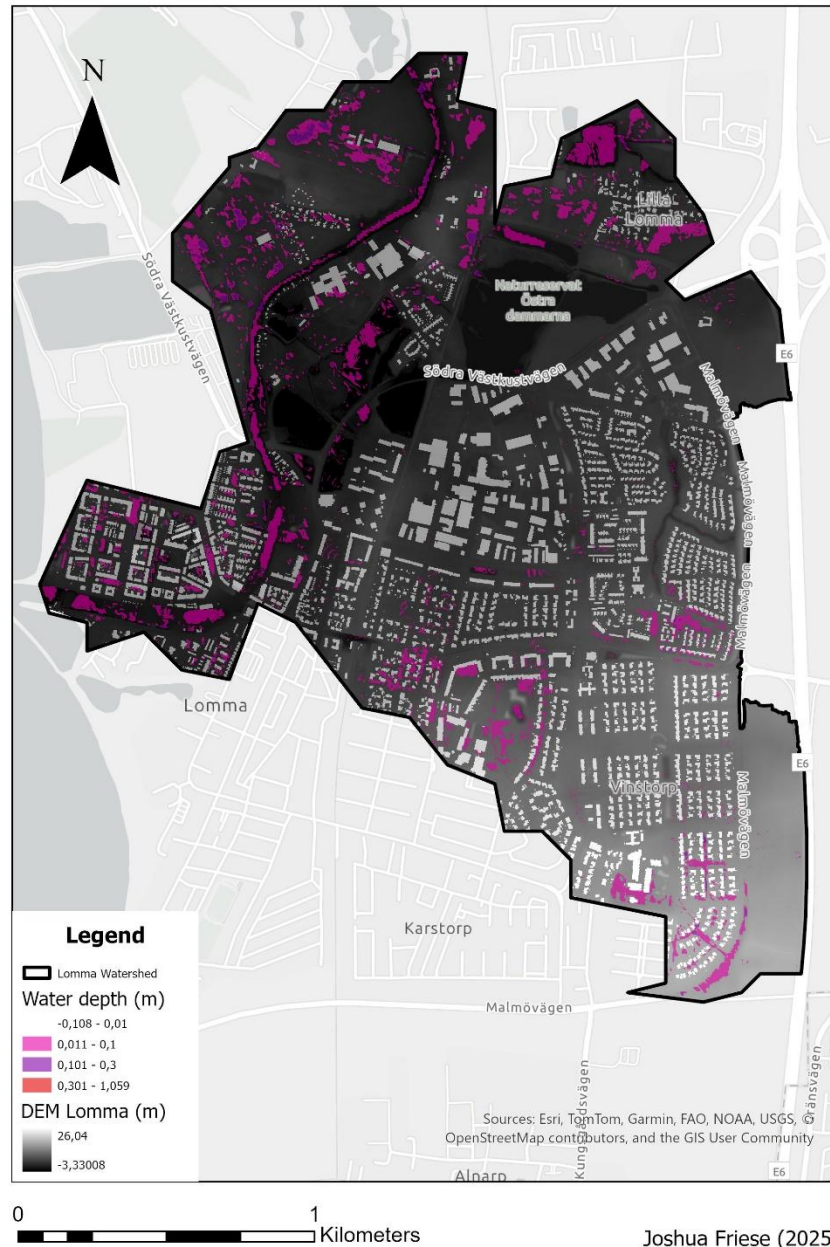 N
Södra Västkustvägen
Lilla
Lomma
Naturreservat
Östra
dammarna
E6
Södra Västkustvägen
Malmövägen
Malmövägen
Malmövägen
Lomma
E6
Vinstorp
Malmövägen
Karstorp
Malmövägen
Kungsgårdsvägen
Gränsvägen
Alnarp
E6
Legend
Lomma Watershed
Water depth (m)
-0,108 - 0,01
0,011 - 0,1
0,101 - 0,3
0,301 - 1,059
DEM Lomma (m)
26,04
-3,33008
Sources: Esri, TomTom, Garmin, FAO, NOAA, USGS, ©
OpenStreetMap contributors, and the GIS User Community
0 1
Kilometers
Joshua Friese (2025